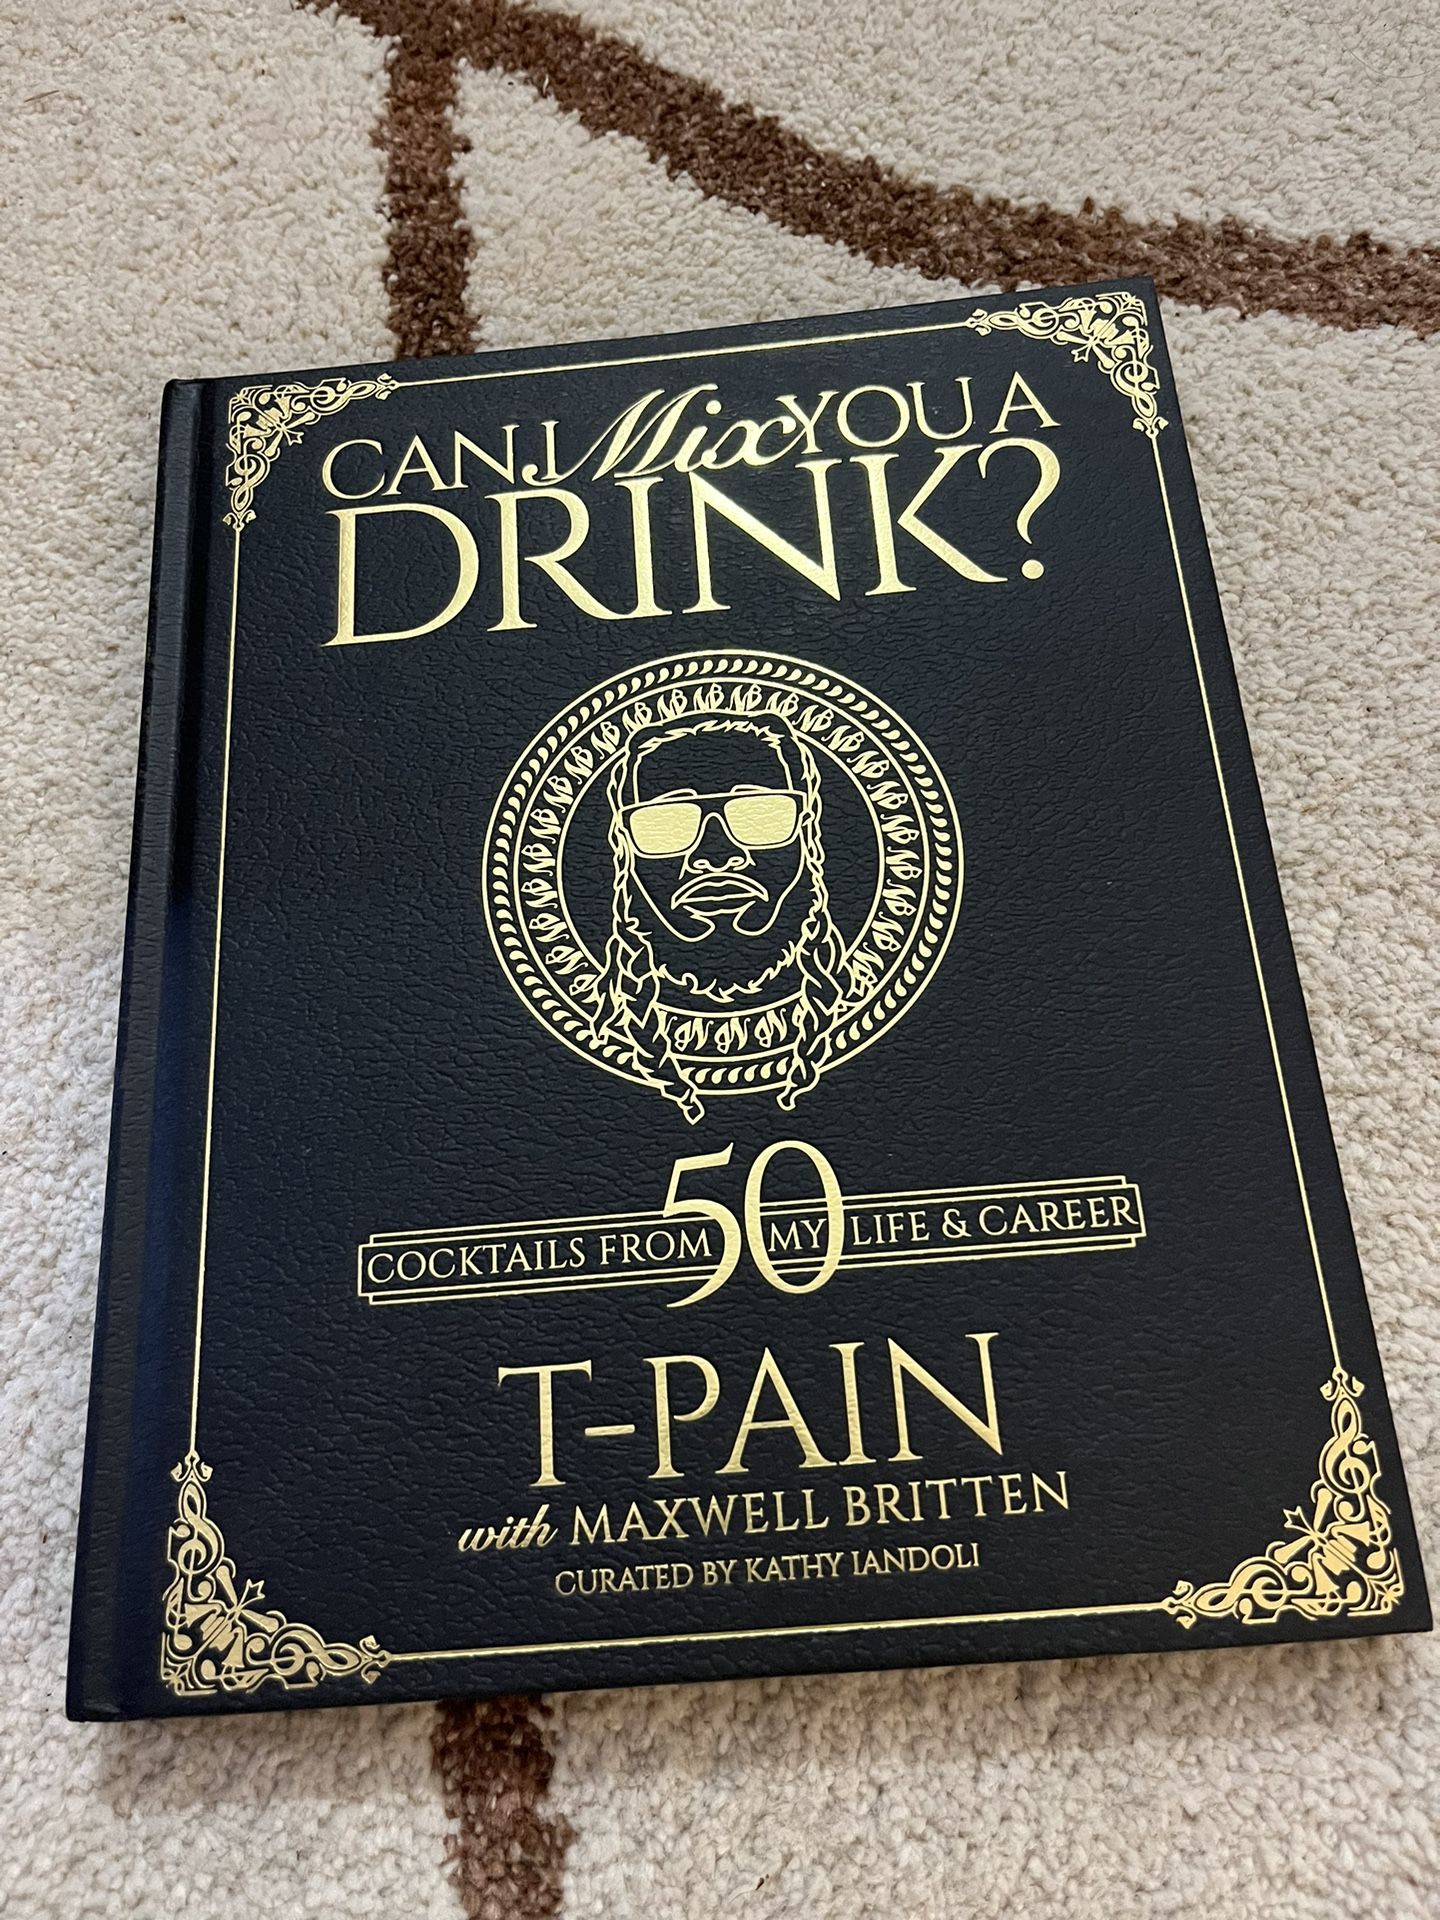 CAN I Mix YOU A
DRINK?
50
COCKTAILS FROM MY LIFE & CAREER
T-PAIN
with MAXWELL BRITTEN
CURATED BY KATHY IANDOLI